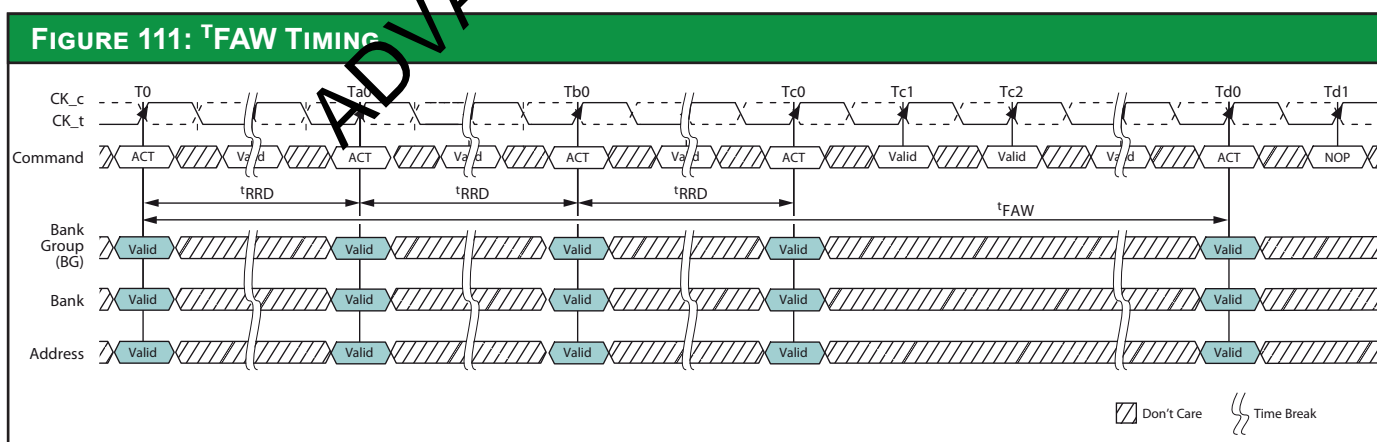 FIGURE 111: tFAW TIMING
ADVA
T0 Ta0 Tb0 Tc0 Tc1 Tc2 Td0 Td1
CK_c
CK_t
Command ACT Valid ACT Valid ACT Valid ACT Valid Valid Valid ACT NOP
tRRD tRRD tRRD
tFAW
Bank
Group
(BG)
Valid Valid Valid Valid Valid
Bank Valid Valid Valid Valid Valid
Address Valid Valid Valid Valid Valid
Don't Care Time Break